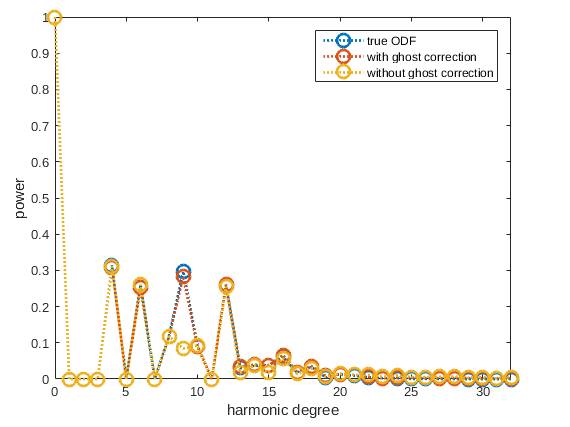 1
0.9
0.8
0.7
0.6
0.5
0.4
0.3
0.2
0.1
0
power
true ODF
with ghost correction
without ghost correction
0 5 10 15 20 25 30
harmonic degree